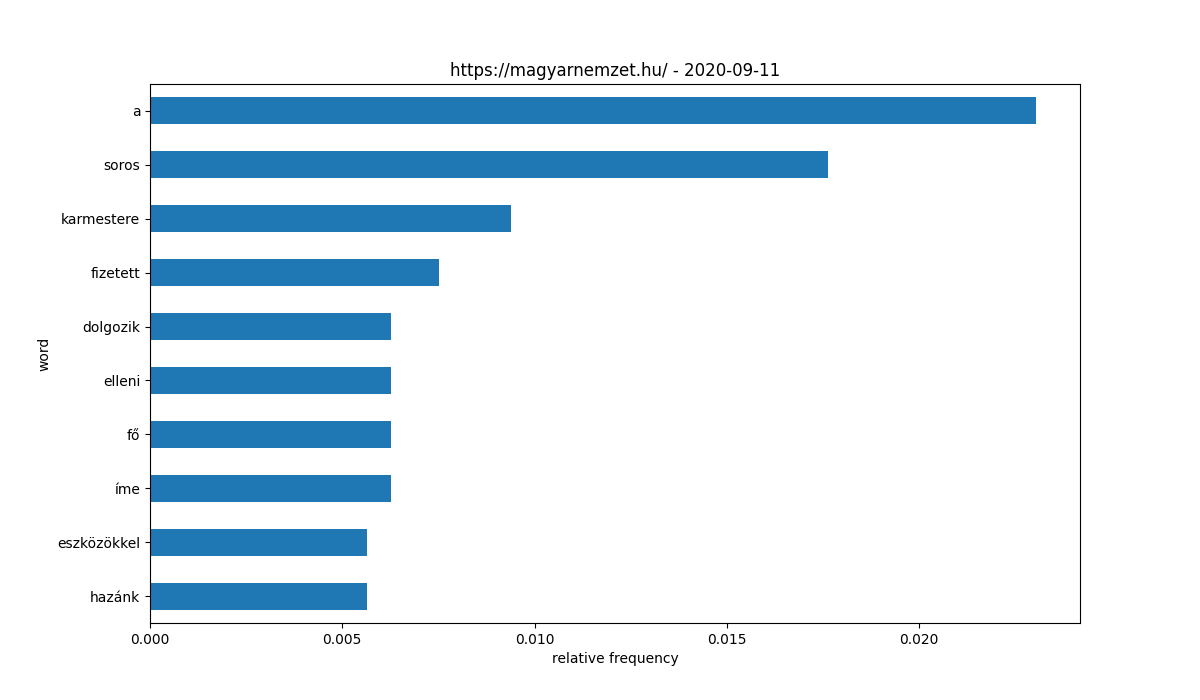 https://magyarnemzet.hu/ - 2020-09-11
a
soros
karmestere
fizetett
dolgozik
elleni
fő
íme
eszközökkel
hazánk
word
0.000 0.005 0.010 0.015 0.020
relative frequency